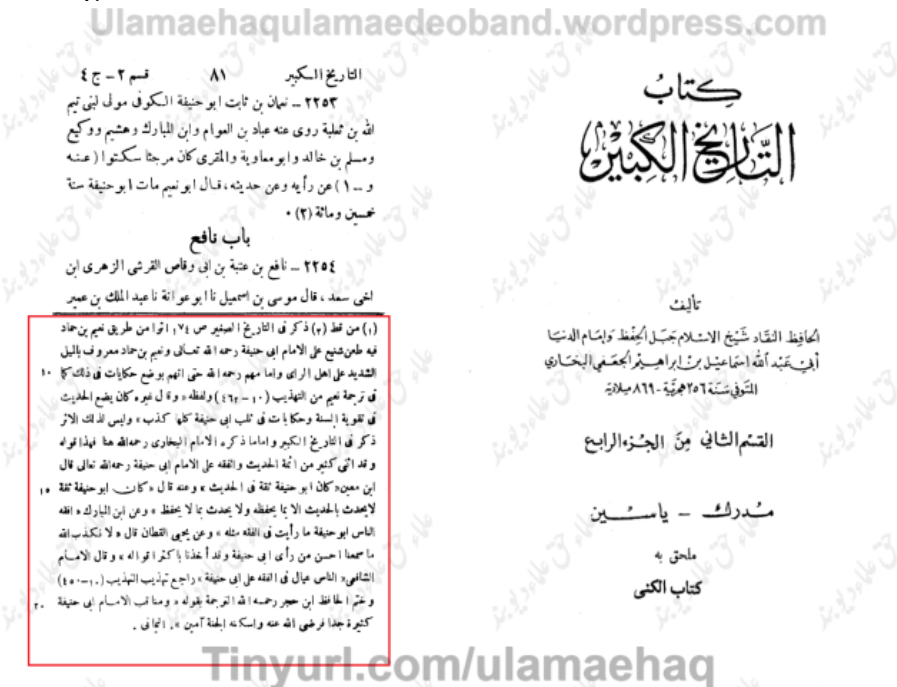 Ulamaehaqulamaedeoband.wordpress.com
التاريخ الكبير ٨١ قسم ٢ – ج ٤
٢٢٥٣ – نعمان بن ثابت ابو حنيفة الكوفى مولى لبنى تيم
الله بن ثعلبة روى عنه عباد بن العوام وابن المبارك وهشيم ووكيع
ومسلم بن خالد وابو معاوية والمقرى كان مرجئا سكتوا (عنه
و – ١) عن رأيه وعن حديثه، قال ابو نعيم مات ابو حنيفة سنة
خمسين ومائة (٢) •
باب نافع
٢٢٥٤ – نافع بن عتبة بن ابى وقاص القرشى الزهرى ابن
اخى سعد، قال موسى بن اسمعيل نا ابو عوانة نا عبد الملك بن عمير
(١) من قط (٢) ذكر فى التاريخ الصغير ص ١٧٤ اثرا من طريق نعيم بن حماد
فيه طعن شنيع على الامام ابى حنيفة رحمه الله تعالى ونعيم بن حماد معروف بالميل
الشديد على اهل الراى واما مهم رحمه الله حتى اتهم بوضع حكايات فى ذلك كما ١٠
فى ترجمة نعيم من التهذيب (١٠ – ٤٦٢) ولفظه «وقال غيره كان يضع الحديث
فى تقوية السنة وحكايات فى ثلب ابى حنيفة كلها كذب» وليس لذلك الاثر
ذكر فى التاريخ الكبير واما ما ذكره الامام البخارى رحمه الله هنا فهذا قوله
وقد اثنى كثير من ائمة الحديث والفقه على الامام ابى حنيفة رحمه الله تعالى قال
ابن معين «كان ابو حنيفة ثقة فى الحديث» وعنه قال «كان ابو حنيفة ثقة ١٥
لا يحدث بالحديث الا بما يحفظه ولا يحدث بما لا يحفظ» وعن ابن المبارك «افقه
الناس ابو حنيفة ما رأيت فى الفقه مثله» وعن يحيى القطان قال «لا نكذب الله
ما سمعنا احسن من رأى ابى حنيفة وقد أخذنا باكثر اقواله» وقال الامام
الشافعى «الناس عيال فى الفقه على ابى حنيفة» راجع تهذيب التهذيب (١٠–٤٥٠)
وختم الحافظ ابن حجر رحمه الله الترجمة بقوله «ومناقب الامام ابى حنيفة ٢٠
كثيرة جدا فرضى الله عنه واسكنه الجنة آمين». النعمانى .
كتاب
التاريخ الكبير
تأليف
الحافظ النقاد شيخ الاسلام جبل الحفظ وإمام الدنيا
أبي عبد الله اسماعيل بن ابراهيم الجعفي البخاري
المتوفى سنة ٢٥٦ هجرية - ٨٦٩ ميلادية
القسم الثاني من الجزء الرابع
مدرك – ياسين
ملحق به
كتاب الكنى
Tinyurl.com/ulamaehaq